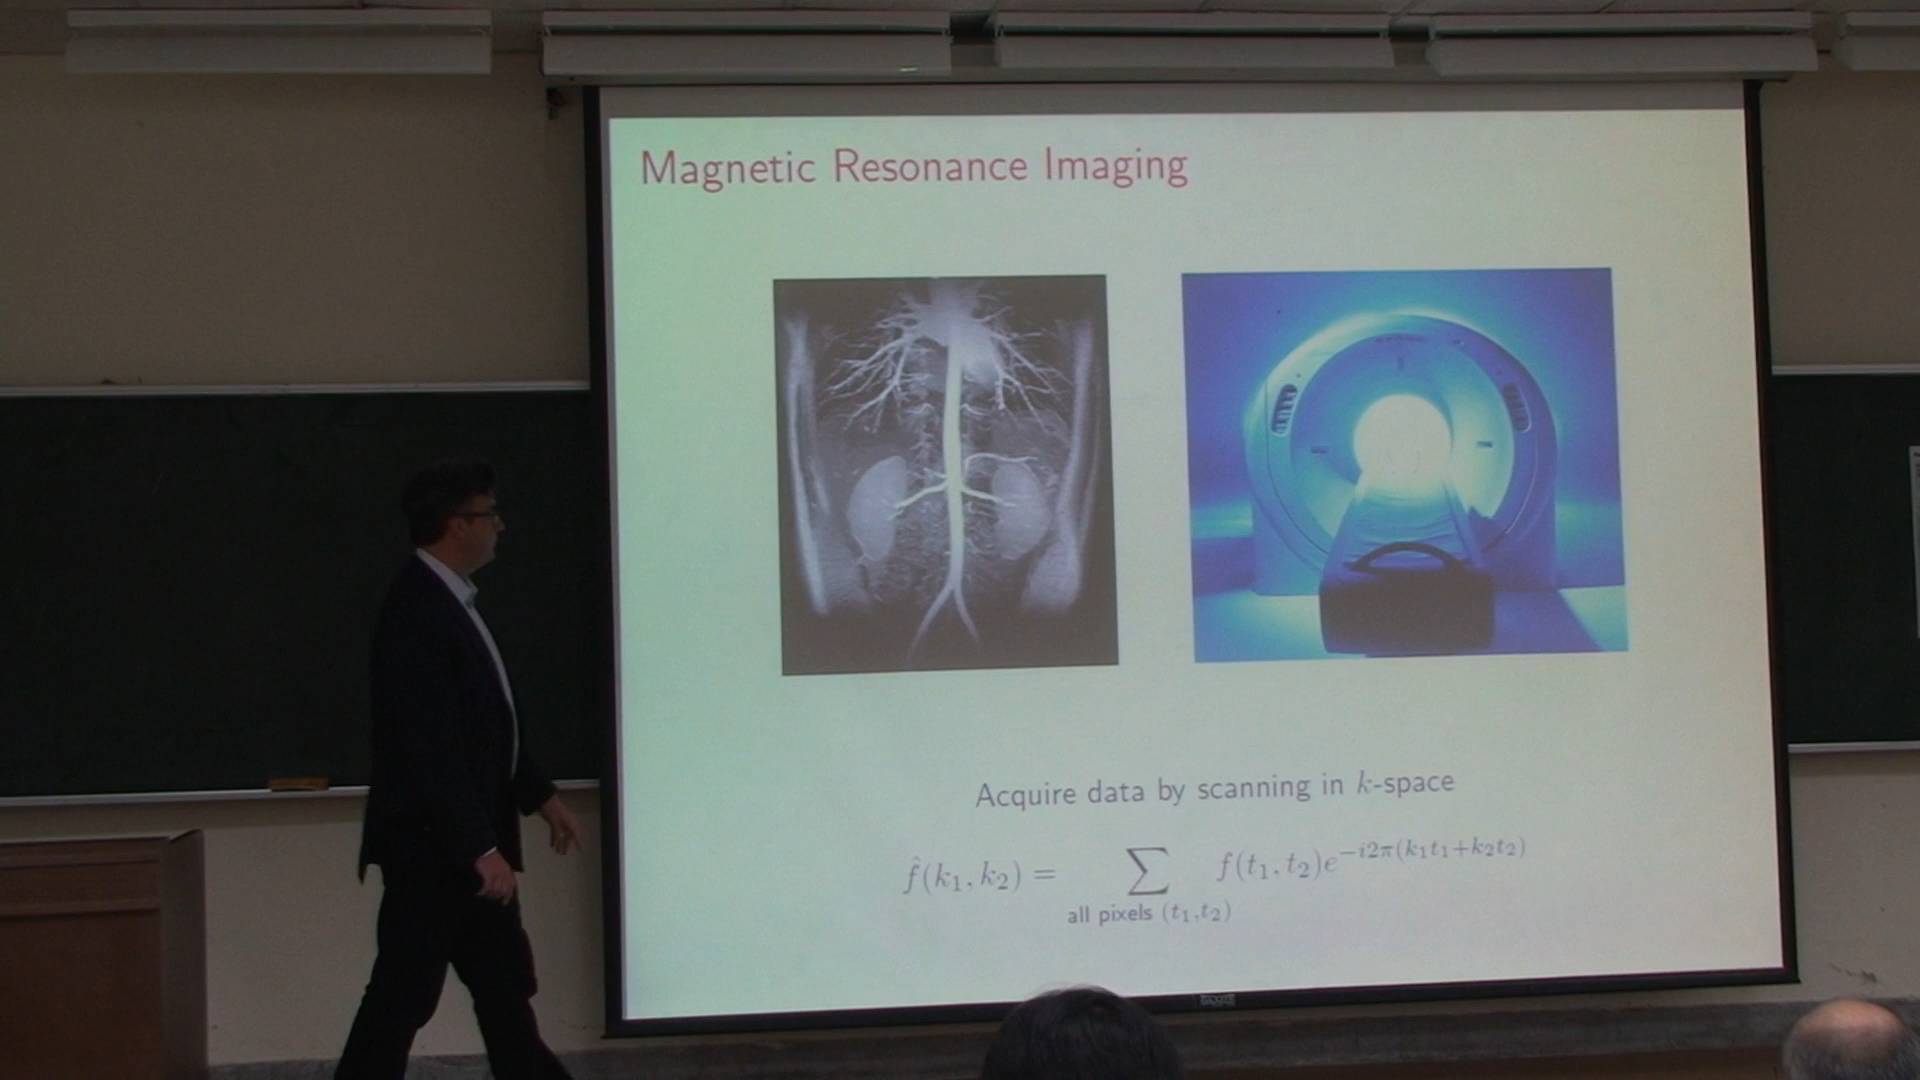 Magnetic Resonance Imaging
Acquire data by scanning in k-space
f̂(k₁, k₂) = ∑ f(t₁, t₂)e^{−i2π(k₁t₁+k₂t₂)}
all pixels (t₁,t₂)